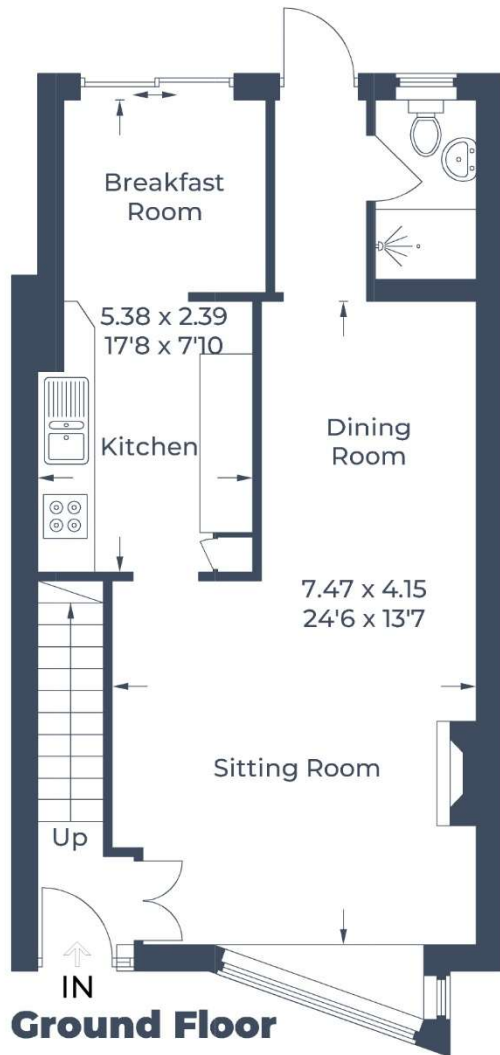 Breakfast
Room
5.38 x 2.39
17'8 x 7'10
Kitchen
Dining
Room
7.47 x 4.15
24'6 x 13'7
Sitting Room
Up
IN
Ground Floor